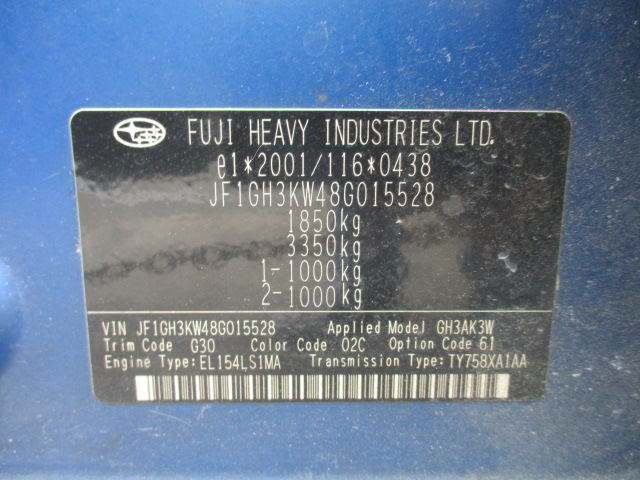 FUJI HEAVY INDUSTRIES LTD.
e1*2001/116*0438
JF1GH3KW48G015528
1850kg
3350kg
1-1000kg
2-1000kg
VIN JF1GH3KW48G015528 Applied Model GH3AK3W
Trim Code G30 Color Code 02C Option Code 61
Engine Type: EL154LS1MA Transmission Type: TY758XA1AA